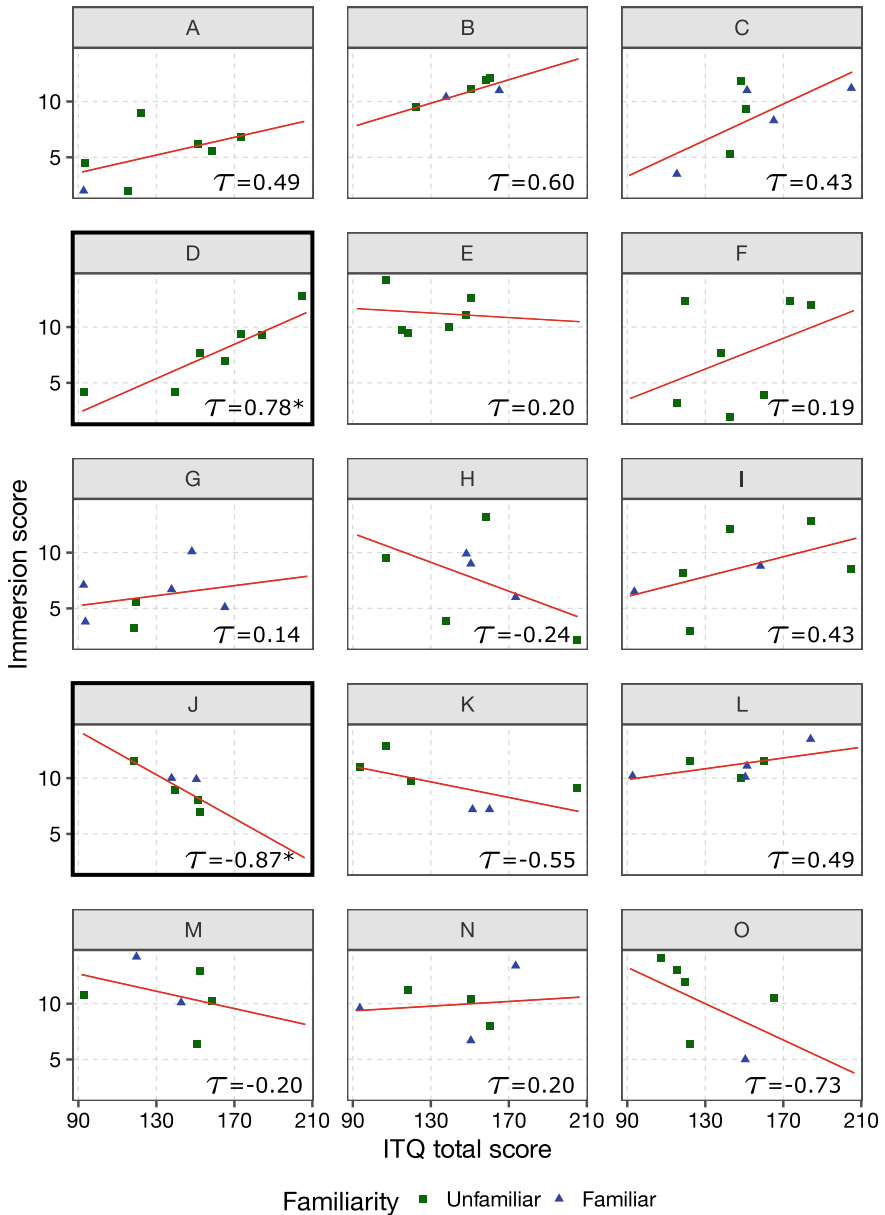 A B C
10
5
τ=0.49 τ=0.60 τ=0.43
D E F
10
5
τ=0.78* τ=0.20 τ=0.19
G H I
10
5
τ=0.14 τ=-0.24 τ=0.43
J K L
10
5
τ=-0.87* τ=-0.55 τ=0.49
M N O
10
5
τ=-0.20 τ=0.20 τ=-0.73
90 130 170 210 90 130 170 210 90 130 170 210
Immersion score
ITQ total score
Familiarity Unfamiliar Familiar